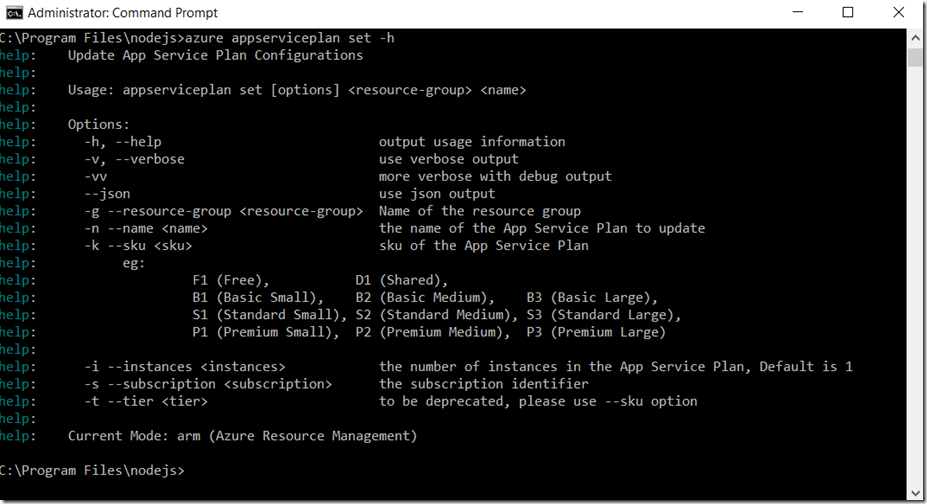 Administrator: Command Prompt
C:\Program Files\nodejs>azure appserviceplan set -h
help:    Update App Service Plan Configurations
help:
help:    Usage: appserviceplan set [options] <resource-group> <name>
help:
help:    Options:
help:      -h, --help                           output usage information
help:      -v, --verbose                        use verbose output
help:      -vv                                  more verbose with debug output
help:      --json                               use json output
help:      -g --resource-group <resource-group>  Name of the resource group
help:      -n --name <name>                     the name of the App Service Plan to update
help:      -k --sku <sku>                       sku of the App Service Plan
help:           eg:
help:                    F1 (Free),           D1 (Shared),
help:                    B1 (Basic Small),    B2 (Basic Medium),    B3 (Basic Large),
help:                    S1 (Standard Small), S2 (Standard Medium), S3 (Standard Large),
help:                    P1 (Premium Small),  P2 (Premium Medium),  P3 (Premium Large)
help:
help:      -i --instances <instances>           the number of instances in the App Service Plan, Default is 1
help:      -s --subscription <subscription>     the subscription identifier
help:      -t --tier <tier>                     to be deprecated, please use --sku option
help:
help:    Current Mode: arm (Azure Resource Management)
C:\Program Files\nodejs>